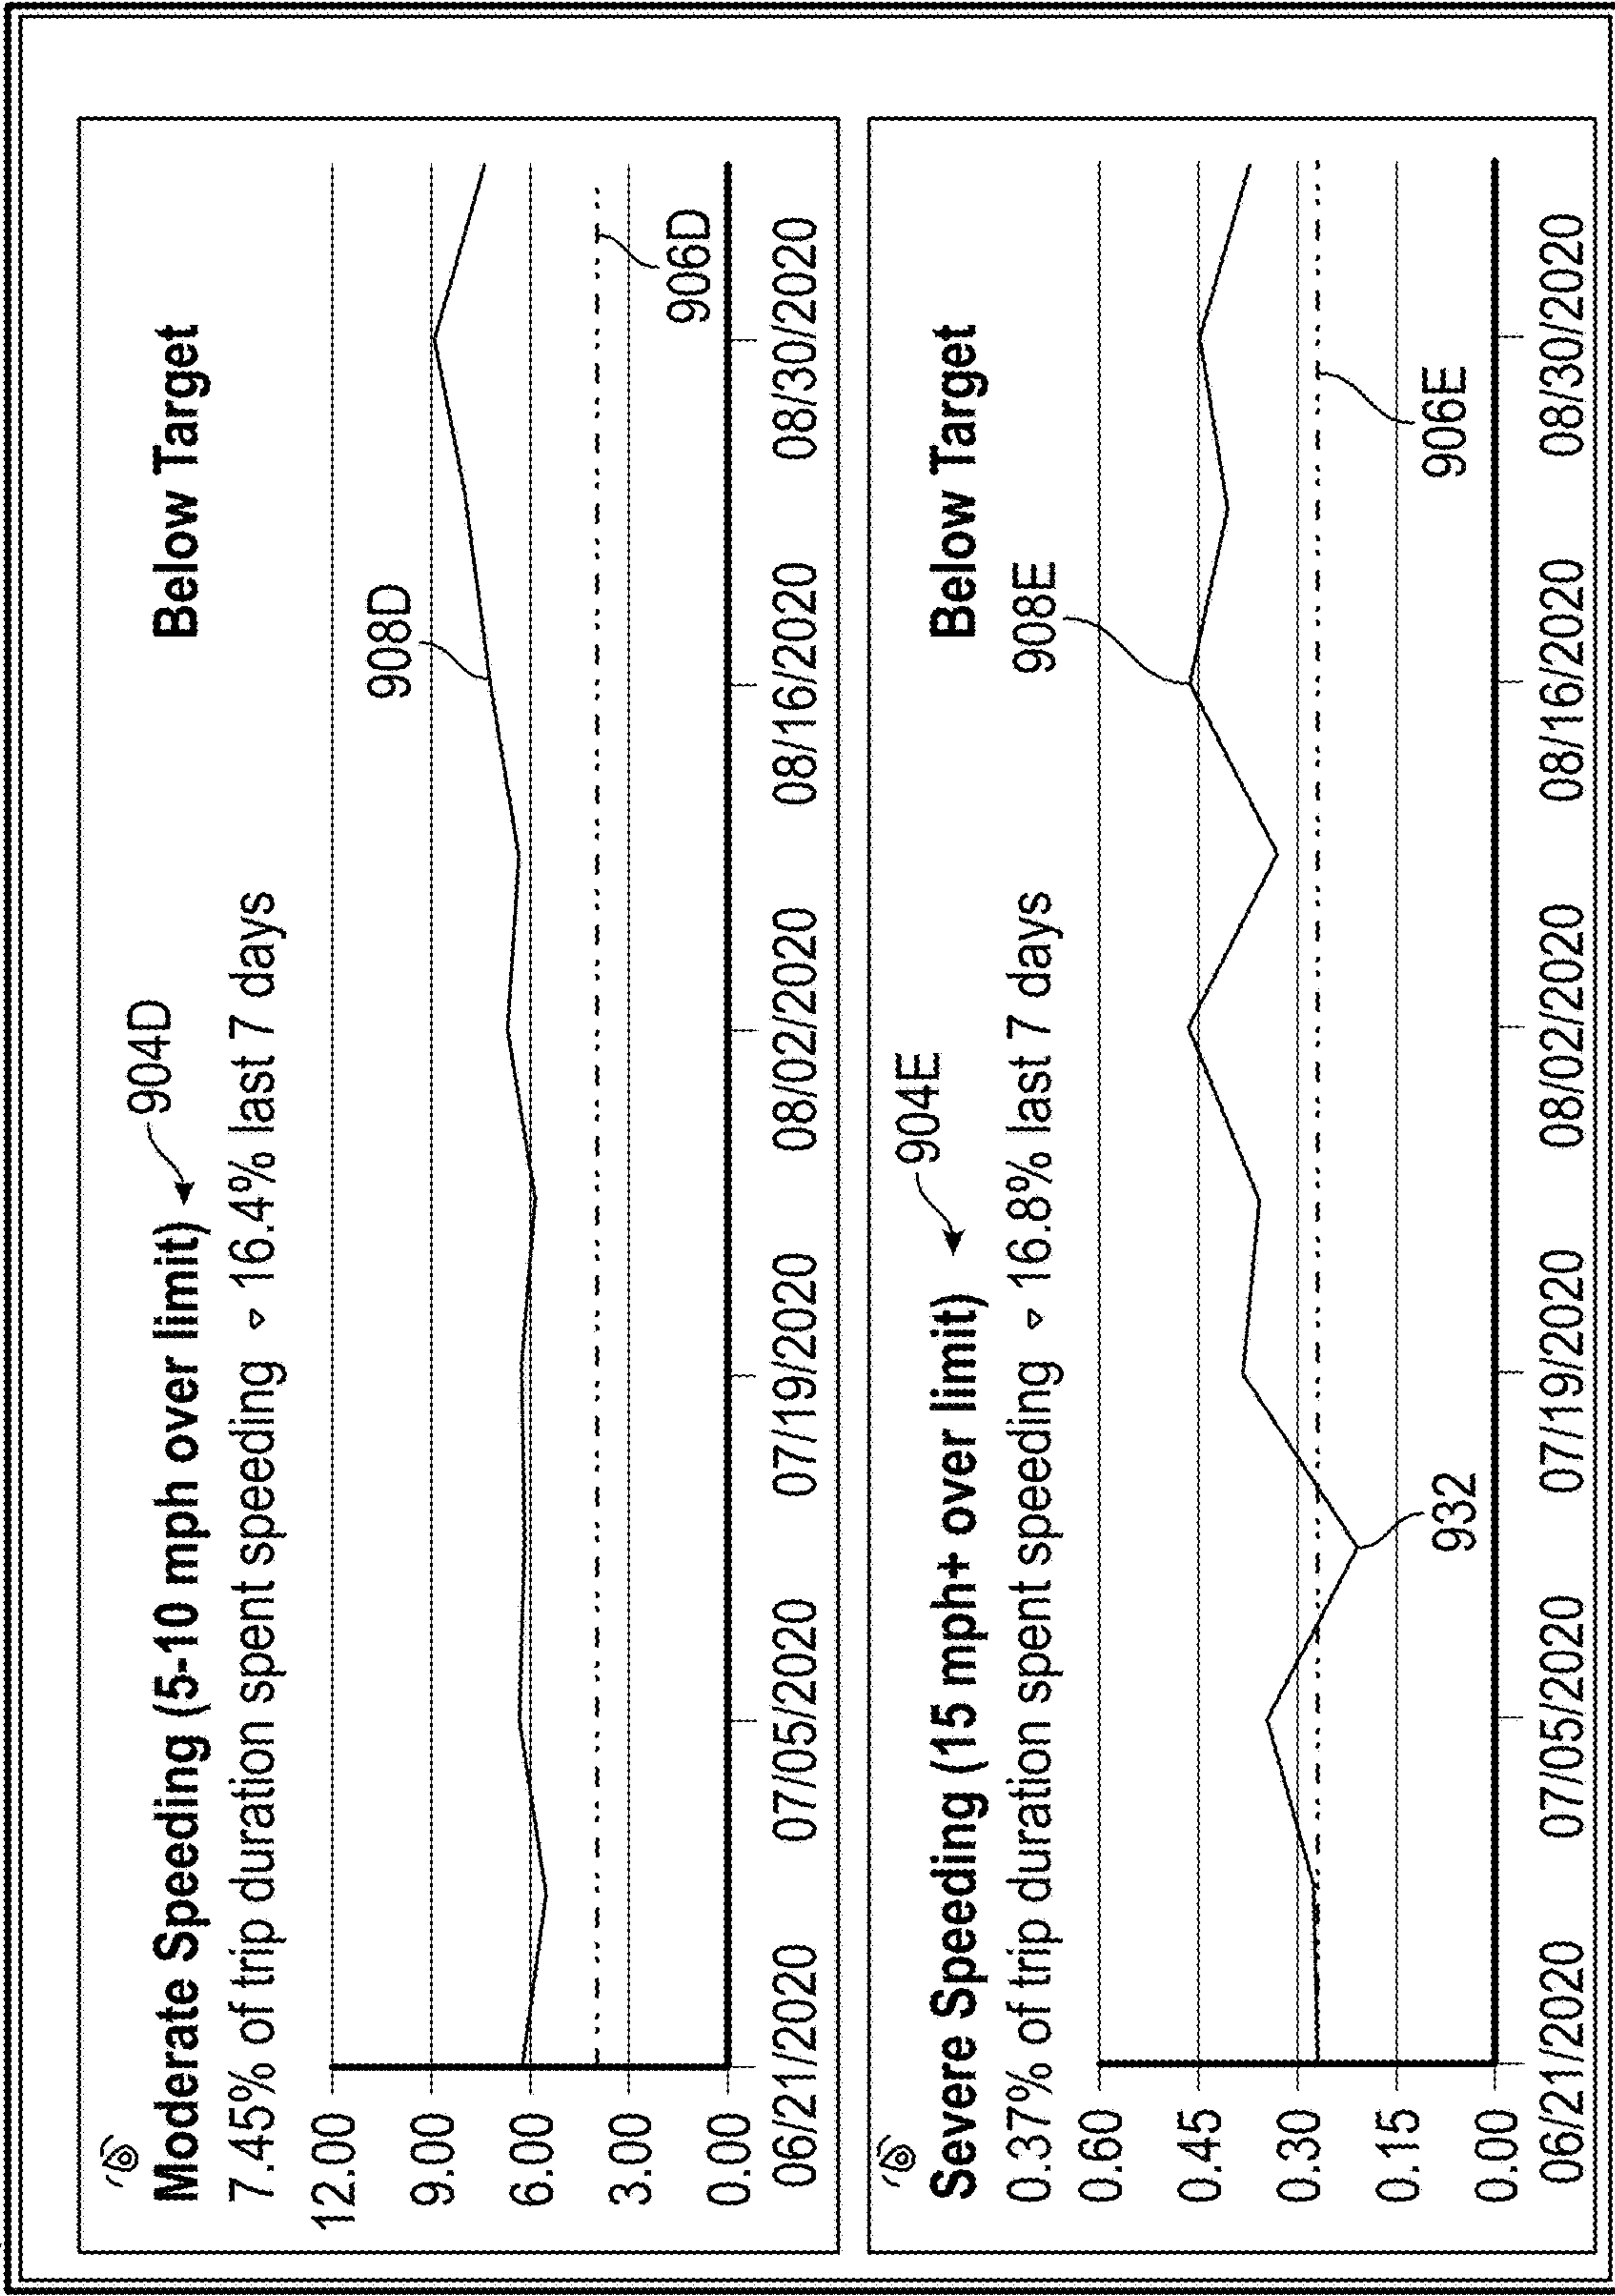 904D
Moderate Speeding (5-10 mph over limit)
Below Target
7.45% of trip duration spent speeding ▿ 16.4% last 7 days
908D
12.00
9.00
6.00
3.00
0.00
906D
06/21/2020 07/05/2020 07/19/2020 08/02/2020 08/16/2020 08/30/2020
904E
Severe Speeding (15 mph+ over limit)
Below Target
0.37% of trip duration spent speeding ▿ 16.8% last 7 days
908E
0.60
0.45
0.30
0.15
0.00
932
906E
06/21/2020 07/05/2020 07/19/2020 08/02/2020 08/16/2020 08/30/2020